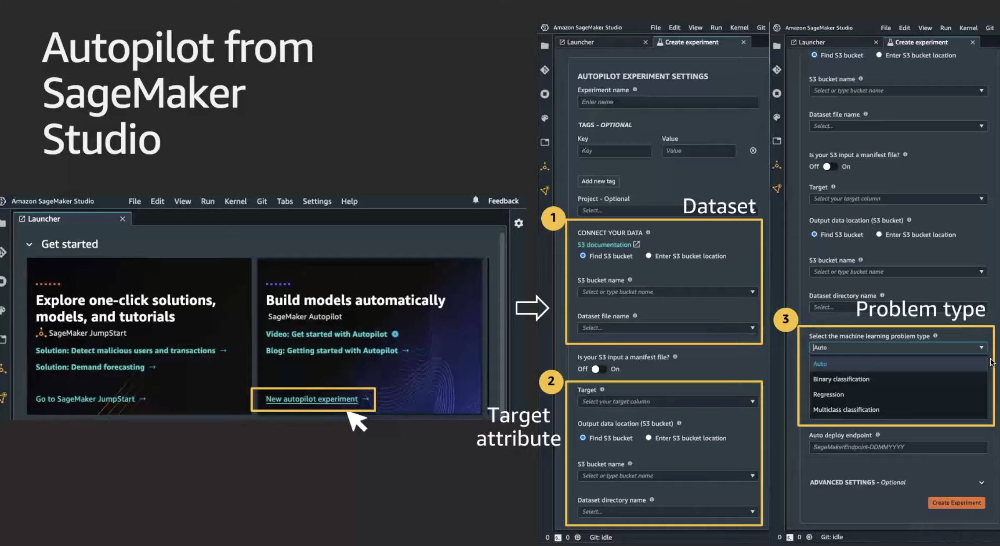 Autopilot from
SageMaker
Studio
Amazon SageMaker Studio File Edit View Run Kernel Git Tabs Settings Help Feedback
Launcher
Get started
Explore one-click solutions,
models, and tutorials
SageMaker JumpStart
Solution: Detect malicious users and transactions →
Solution: Demand forecasting →
Go to SageMaker JumpStart →
Build models automatically
SageMaker Autopilot
Video: Get started with Autopilot
Blog: Getting started with Autopilot →
New autopilot experiment →
Amazon SageMaker Studio File Edit View Run Kernel Git
Launcher Create experiment
AUTOPILOT EXPERIMENT SETTINGS
Experiment name
Enter name
TAGS - OPTIONAL
Key Value
Key Value
Add new tag
Project - Optional
Select...
Dataset
1
CONNECT YOUR DATA
S3 documentation
Find S3 bucket Enter S3 bucket location
S3 bucket name
Select or type bucket name
Dataset file name
Select...
Is your S3 input a manifest file?
Off On
2
Target
attribute
Target
Select your target column
Output data location (S3 bucket)
Find S3 bucket Enter S3 bucket location
S3 bucket name
Select or type bucket name
Dataset directory name
Select...
0 0 Git: idle
Amazon SageMaker Studio File Edit View Run Kernel Git
Launcher Create experiment
Find S3 bucket Enter S3 bucket location
S3 bucket name
Select or type bucket name
Dataset file name
Select...
Is your S3 input a manifest file?
Off On
Target
Select your target column
Output data location (S3 bucket)
Find S3 bucket Enter S3 bucket location
S3 bucket name
Select or type bucket name
Dataset directory name
Select...
Problem type
3
Select the machine learning problem type
Auto
Auto
Binary classification
Regression
Multiclass classification
Auto deploy endpoint
SageMakerEndpoint-DDMMYYYY
ADVANCED SETTINGS - Optional
Create Experiment
0 0 Git: idle